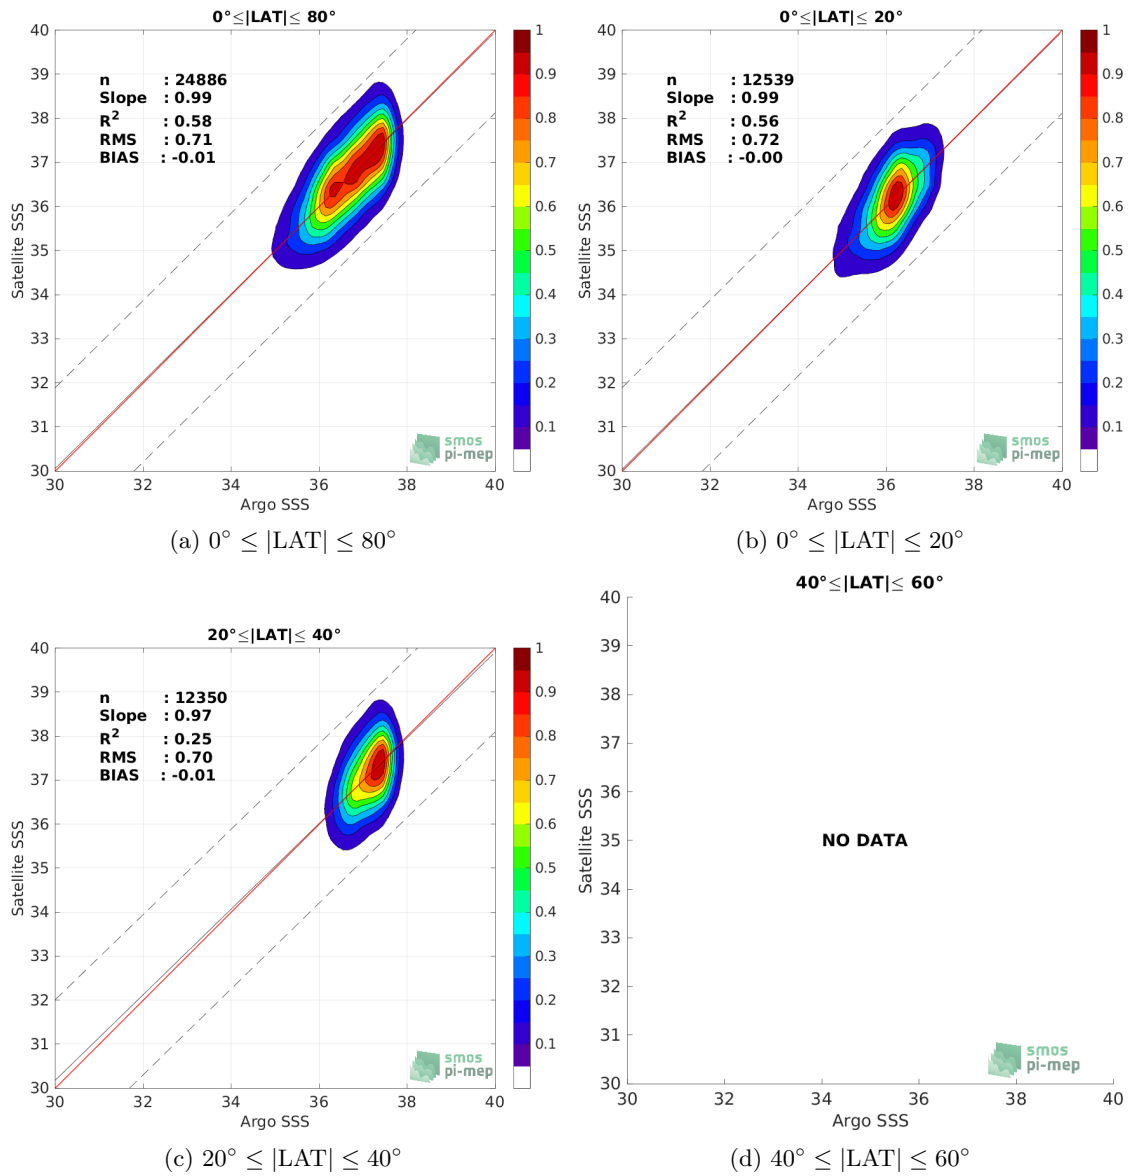 0°≤|LAT|≤ 80°
40
39
38
37
36
35
34
33
32
31
30
Satellite SSS
n : 24886
Slope : 0.99
R² : 0.58
RMS : 0.71
BIAS : -0.01
smos
pi-mep
30 32 34 36 38 40
Argo SSS
1
0.9
0.8
0.7
0.6
0.5
0.4
0.3
0.2
0.1
(a) 0° ≤ |LAT| ≤ 80°
0°≤|LAT|≤ 20°
40
39
38
37
36
35
34
33
32
31
30
Satellite SSS
n : 12539
Slope : 0.99
R² : 0.56
RMS : 0.72
BIAS : -0.00
smos
pi-mep
30 32 34 36 38 40
Argo SSS
1
0.9
0.8
0.7
0.6
0.5
0.4
0.3
0.2
0.1
(b) 0° ≤ |LAT| ≤ 20°
20°≤|LAT|≤ 40°
40
39
38
37
36
35
34
33
32
31
30
Satellite SSS
n : 12350
Slope : 0.97
R² : 0.25
RMS : 0.70
BIAS : -0.01
smos
pi-mep
30 32 34 36 38 40
Argo SSS
1
0.9
0.8
0.7
0.6
0.5
0.4
0.3
0.2
0.1
(c) 20° ≤ |LAT| ≤ 40°
40°≤|LAT|≤ 60°
40
39
38
37
36
35
34
33
32
31
30
Satellite SSS
NO DATA
smos
pi-mep
30 32 34 36 38 40
Argo SSS
(d) 40° ≤ |LAT| ≤ 60°